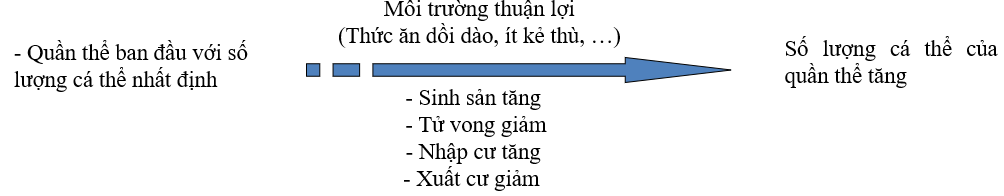 - Quần thể ban đầu với số
lượng cá thể nhất định
Môi trường thuận lợi
(Thức ăn dồi dào, ít kẻ thù, …)
- Sinh sản tăng
- Tử vong giảm
- Nhập cư tăng
- Xuất cư giảm
Số lượng cá thể của
quần thể tăng